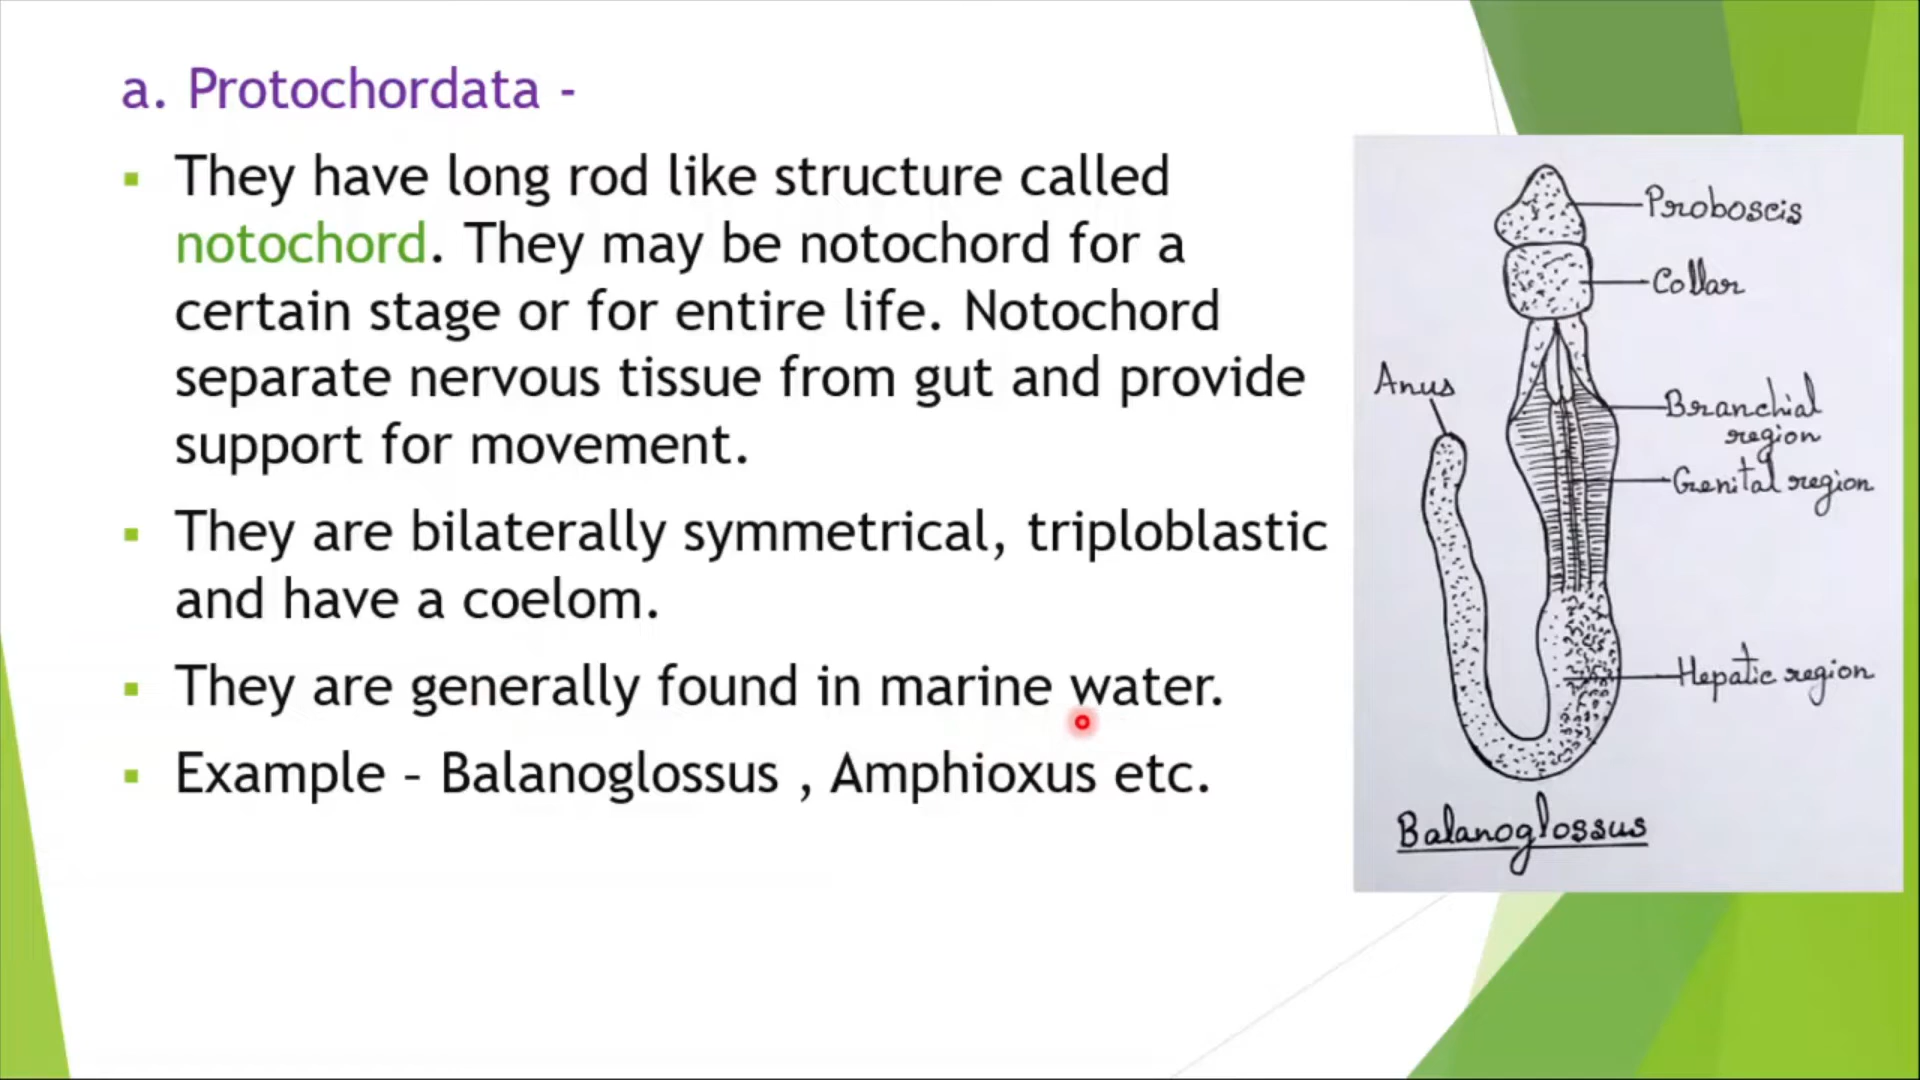 a. Protochordata -
▪ They have long rod like structure called
notochord. They may be notochord for a
certain stage or for entire life. Notochord
separate nervous tissue from gut and provide
support for movement.
▪ They are bilaterally symmetrical, triploblastic
and have a coelom.
▪ They are generally found in marine water.
▪ Example – Balanoglossus , Amphioxus etc.
Proboscis
Collar
Anus
Branchial
region
Genital region
Hepatic region
Balanoglossus